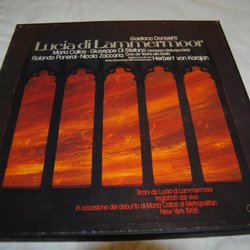 Gaetano Donizetti
Lucia di Lammermoor
Maria Callas · Giuseppe Di Stefano
Rolando Panerai · Nicola Zaccaria
Herbert von Karajan
Brani da Lucia di Lammermoor
registrati dal vivo
in occasione del debutto di Maria Callas al Metropolitan
New York 1956